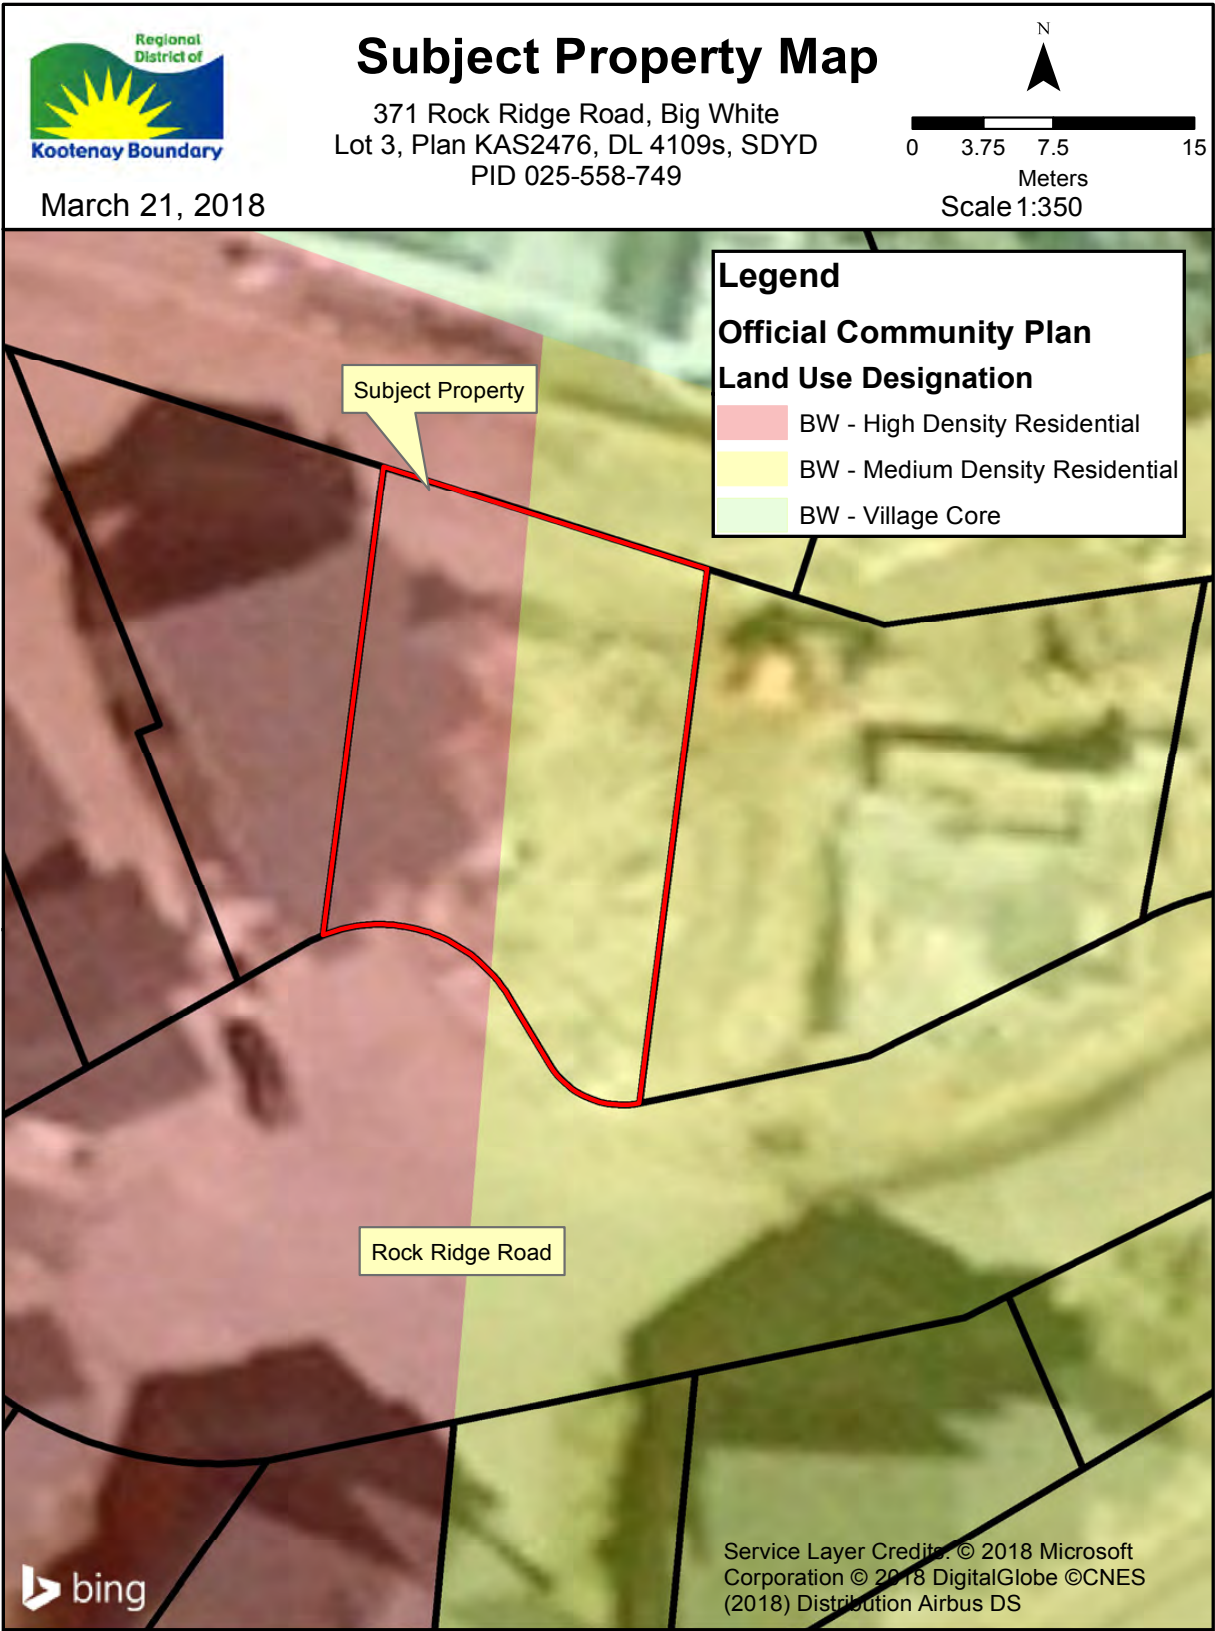 Regional
District of
Kootenay Boundary
March 21, 2018
Subject Property Map
371 Rock Ridge Road, Big White
Lot 3, Plan KAS2476, DL 4109s, SDYD
PID 025-558-749
N
0 3.75 7.5 15
Meters
Scale 1:350
Legend
Official Community Plan
Land Use Designation
BW - High Density Residential
BW - Medium Density Residential
BW - Village Core
Subject Property
Rock Ridge Road
Service Layer Credits: © 2018 Microsoft
Corporation © 2018 DigitalGlobe ©CNES
(2018) Distribution Airbus DS
bing